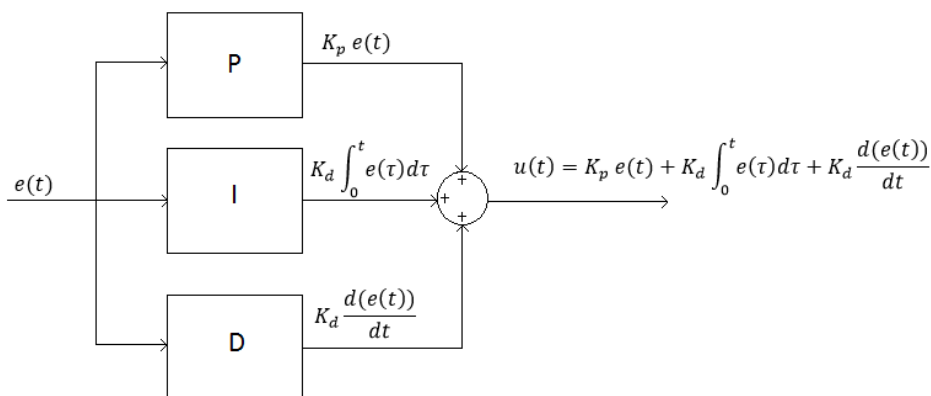 P
K_p e(t)
e(t)
I
K_d ∫_0^t e(τ)dτ
+
+
+
u(t) = K_p e(t) + K_d ∫_0^t e(τ)dτ + K_d d(e(t))/dt
D
K_d d(e(t))/dt